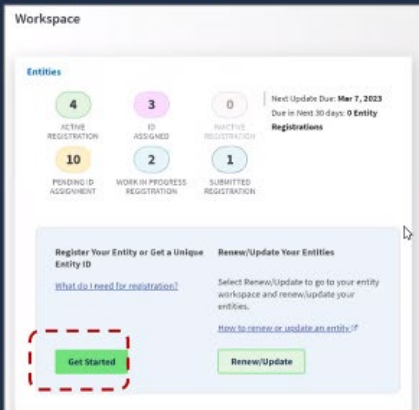 Workspace
Entities
4
3
0
Next Update Due: Mar 7, 2023
Due in Next 30 days: 0 Entity
Registrations
ACTIVE
REGISTRATION
ID
ASSIGNED
INACTIVE
REGISTRATION
10
2
1
PENDING ID
ASSIGNMENT
WORK IN PROGRESS
REGISTRATION
SUBMITTED
REGISTRATION
Register Your Entity or Get a Unique
Entity ID
What do I need for registration?
Get Started
Renew/Update Your Entities
Select Renew/Update to go to your entity
workspace and renew/update your
entities.
How to renew or update an entity
Renew/Update